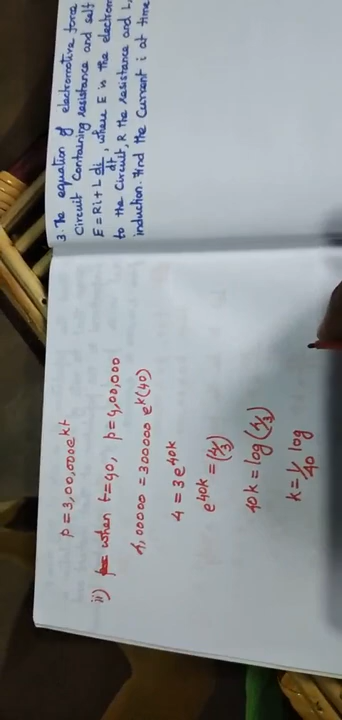 P = 3,00,000e^kt
ii) when t=40, p=4,00,000
4,00000 = 300000 e^k(40)
4 = 3e^40k
e^40k = (4/3)
40k = log(4/3)
k = 1/40 log
3. The equation of electromotive force
Circuit Containing resistance and self
E = Ri + L di/dt, where E is the electrom
to the Circuit, R the resistance and L,
induction. Find the Current i at time